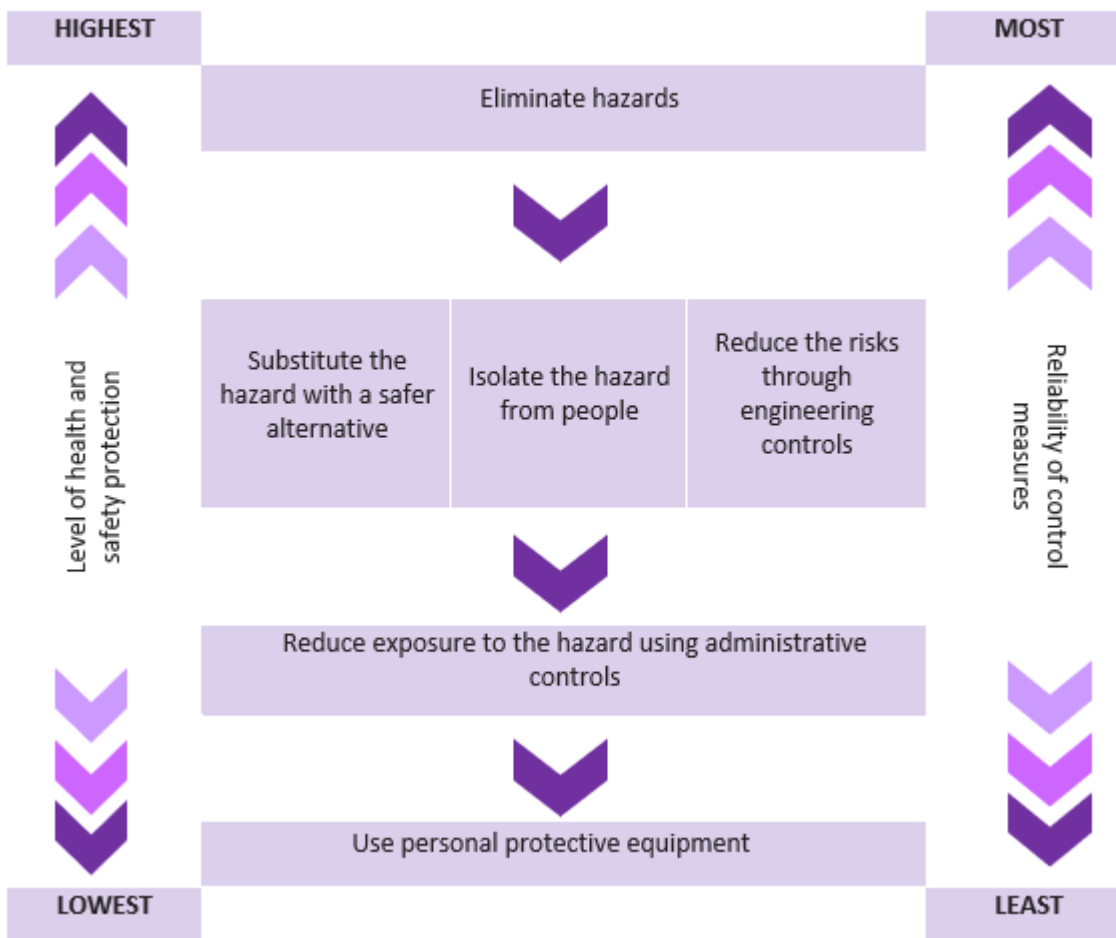 HIGHEST
MOST
Eliminate hazards
Substitute the
hazard with a safer
alternative
Isolate the hazard
from people
Reduce the risks
through
engineering
controls
Level of health and
safety protection
Reliability of control
measures
Reduce exposure to the hazard using administrative
controls
Use personal protective equipment
LOWEST
LEAST